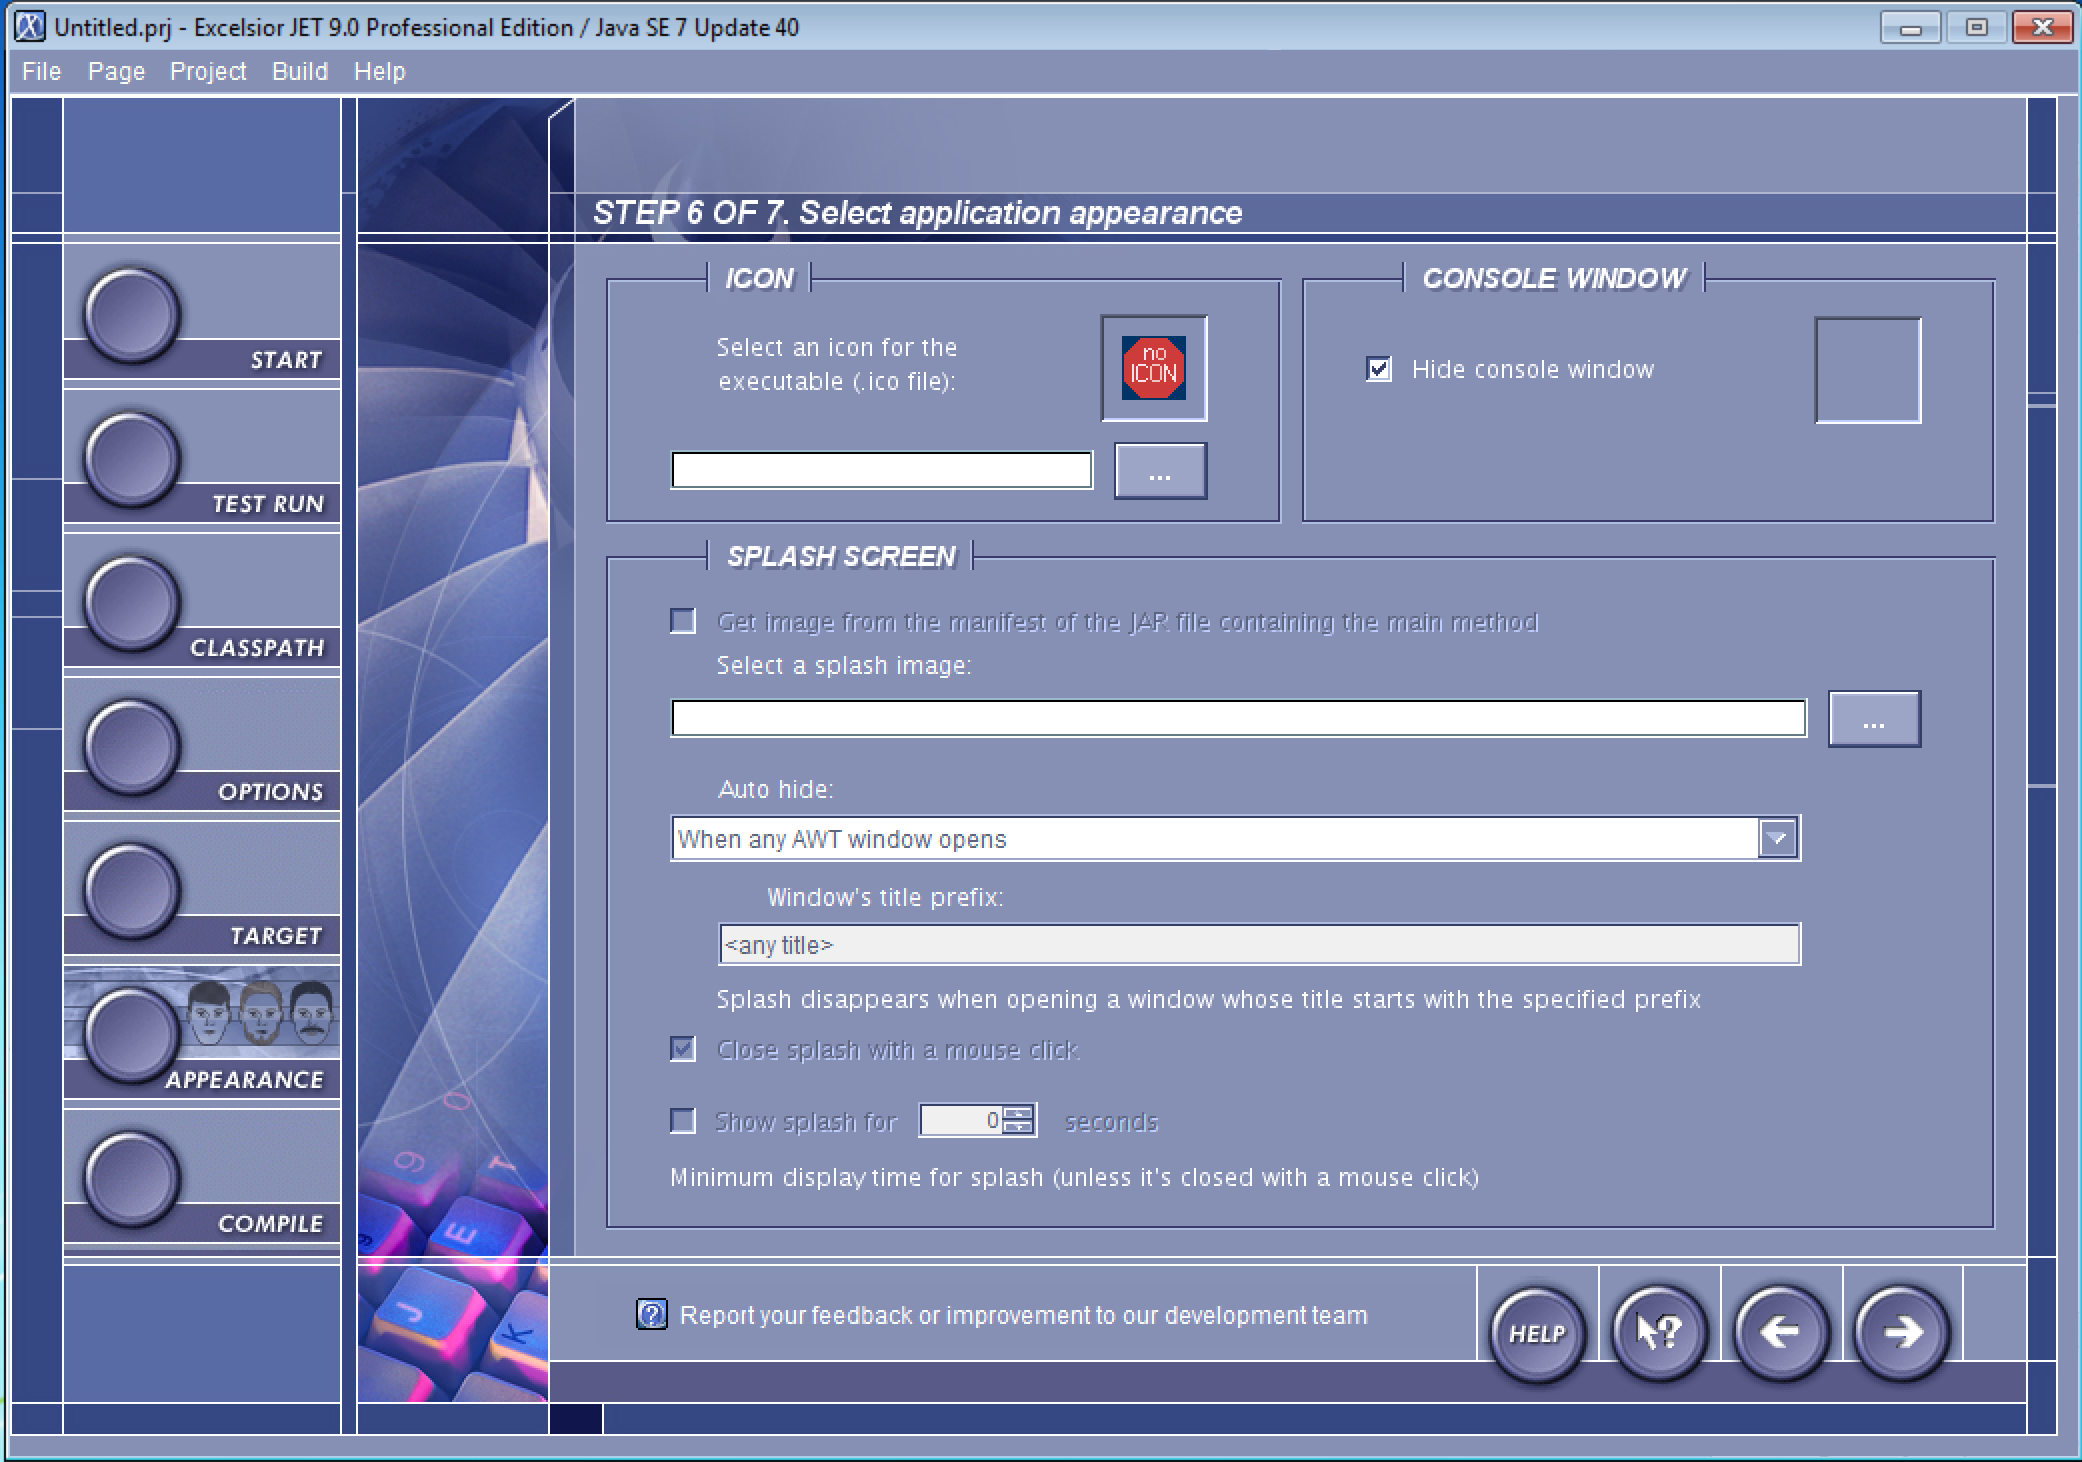 Untitled.prj - Excelsior JET 9.0 Professional Edition / Java SE 7 Update 40
File Page Project Build Help
STEP 6 OF 7. Select application appearance
START
TEST RUN
CLASSPATH
OPTIONS
TARGET
APPEARANCE
COMPILE
ICON
Select an icon for the
executable (.ico file):
no
ICON
...
CONSOLE WINDOW
Hide console window
SPLASH SCREEN
Get image from the manifest of the JAR file containing the main method
Select a splash image:
...
Auto hide:
When any AWT window opens
Window's title prefix:
<any title>
Splash disappears when opening a window whose title starts with the specified prefix
Close splash with a mouse click
Show splash for 0 seconds
Minimum display time for splash (unless it's closed with a mouse click)
0
9 T
E
J
K
? Report your feedback or improvement to our development team
HELP
?